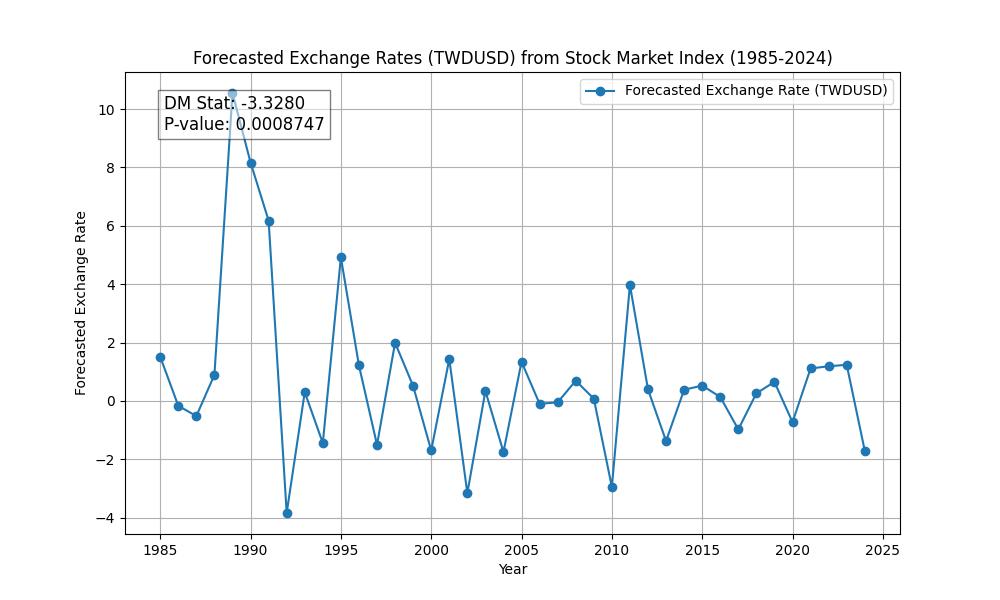 Forecasted Exchange Rates (TWDUSD) from Stock Market Index (1985-2024)
DM Stat: -3.3280
P-value: 0.0008747
Forecasted Exchange Rate (TWDUSD)
Forecasted Exchange Rate
10
8
6
4
2
0
−2
−4
1985
1990
1995
2000
2005
2010
2015
2020
2025
Year